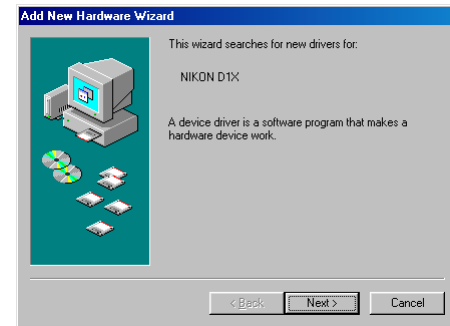 Add New Hardware Wizard
This wizard searches for new drivers for:
NIKON D1X
A device driver is a software program that makes a
hardware device work.
< Back
Next >
Cancel